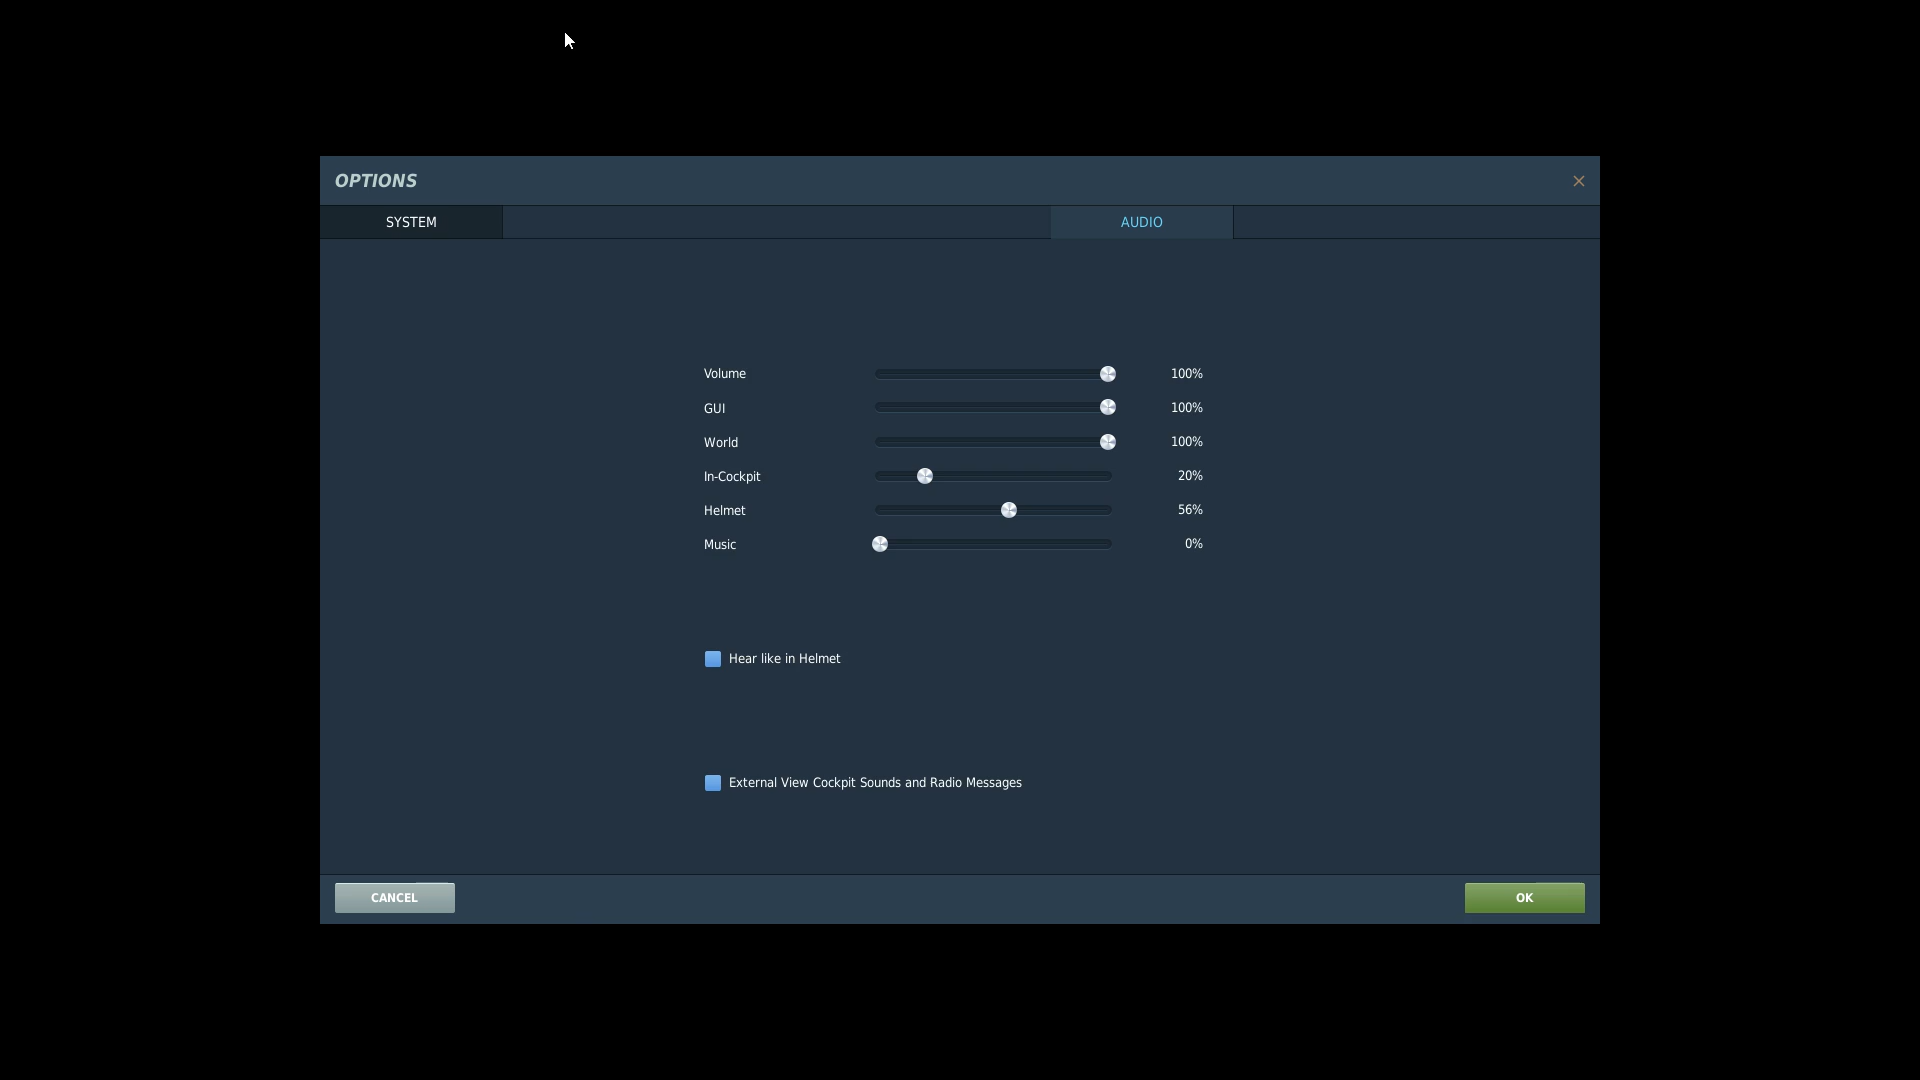 OPTIONS
SYSTEM AUDIO
Volume 100%
GUI 100%
World 100%
In-Cockpit 20%
Helmet 56%
Music 0%
Hear like in Helmet
External View Cockpit Sounds and Radio Messages
CANCEL OK